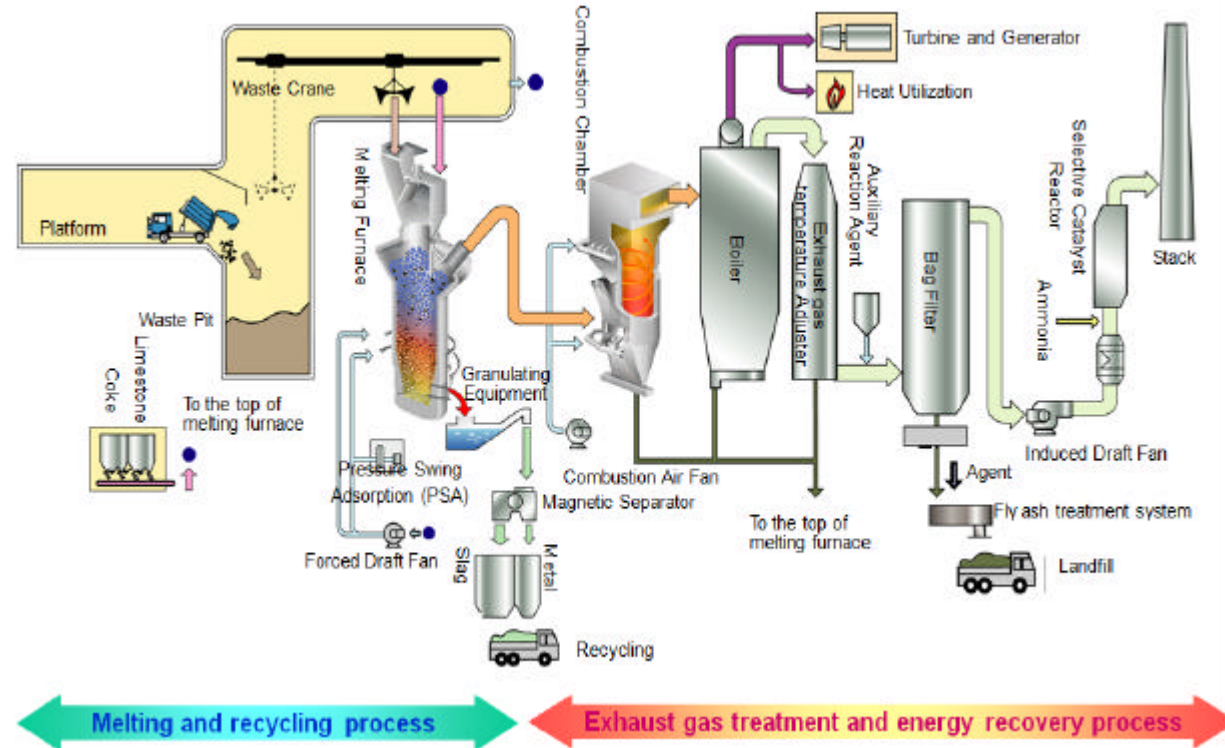 Waste Crane
Platform
Waste Pit
Limestone
Coke
To the top of
melting furnace
Melting Furnace
Granulating
Equipment
Pressure Swing
Adsorption (PSA)
Forced Draft Fan
Magnetic Separator
Slag
Metal
Recycling
Combustion Chamber
Combustion Air Fan
Boiler
Turbine and Generator
Heat Utilization
Exhaust gas
temperature Adjuster
Auxiliary
Reaction Agent
To the top of
melting furnace
Bag Filter
Agent
Fly ash treatment system
Landfill
Induced Draft Fan
Ammonia
Selective Catalyst
Reactor
Stack
Melting and recycling process
Exhaust gas treatment and energy recovery process